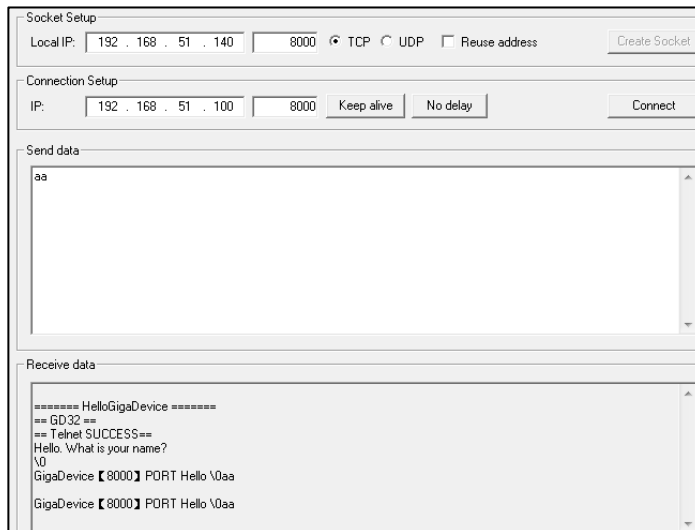 Socket Setup
Local IP: 192 . 168 . 51 . 140 8000 TCP UDP Reuse address Create Socket
Connection Setup
IP: 192 . 168 . 51 . 100 8000 Keep alive No delay Connect
Send data
aa
Receive data
======= HelloGigaDevice =======
== GD32 ==
== Telnet SUCCESS==
Hello. What is your name?
\0
GigaDevice【8000】PORT Hello \0aa
GigaDevice【8000】PORT Hello \0aa